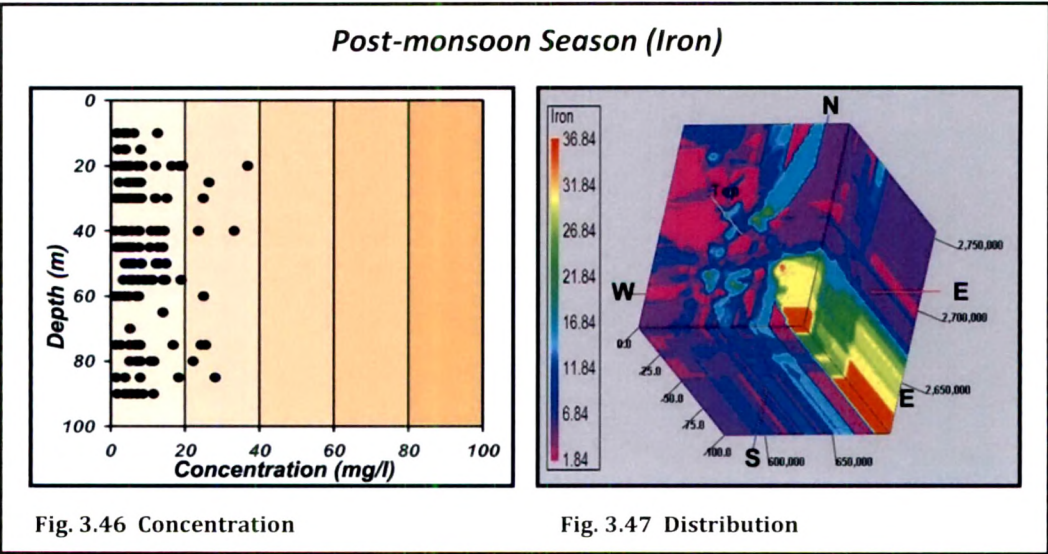 Post-monsoon Season (Iron)
0
20
40
60
80
100
Depth (m)
0 20 40 60 80 100
Concentration (mg/l)
Iron
36.84
31.84
26.84
21.84
16.84
11.84
6.84
1.84
N
Top
W
E
E
S
2,750,000
2,700,000
2,650,000
0.0
-25.0
-50.0
-75.0
-100.0
600,000
650,000
Fig. 3.46 Concentration
Fig. 3.47 Distribution